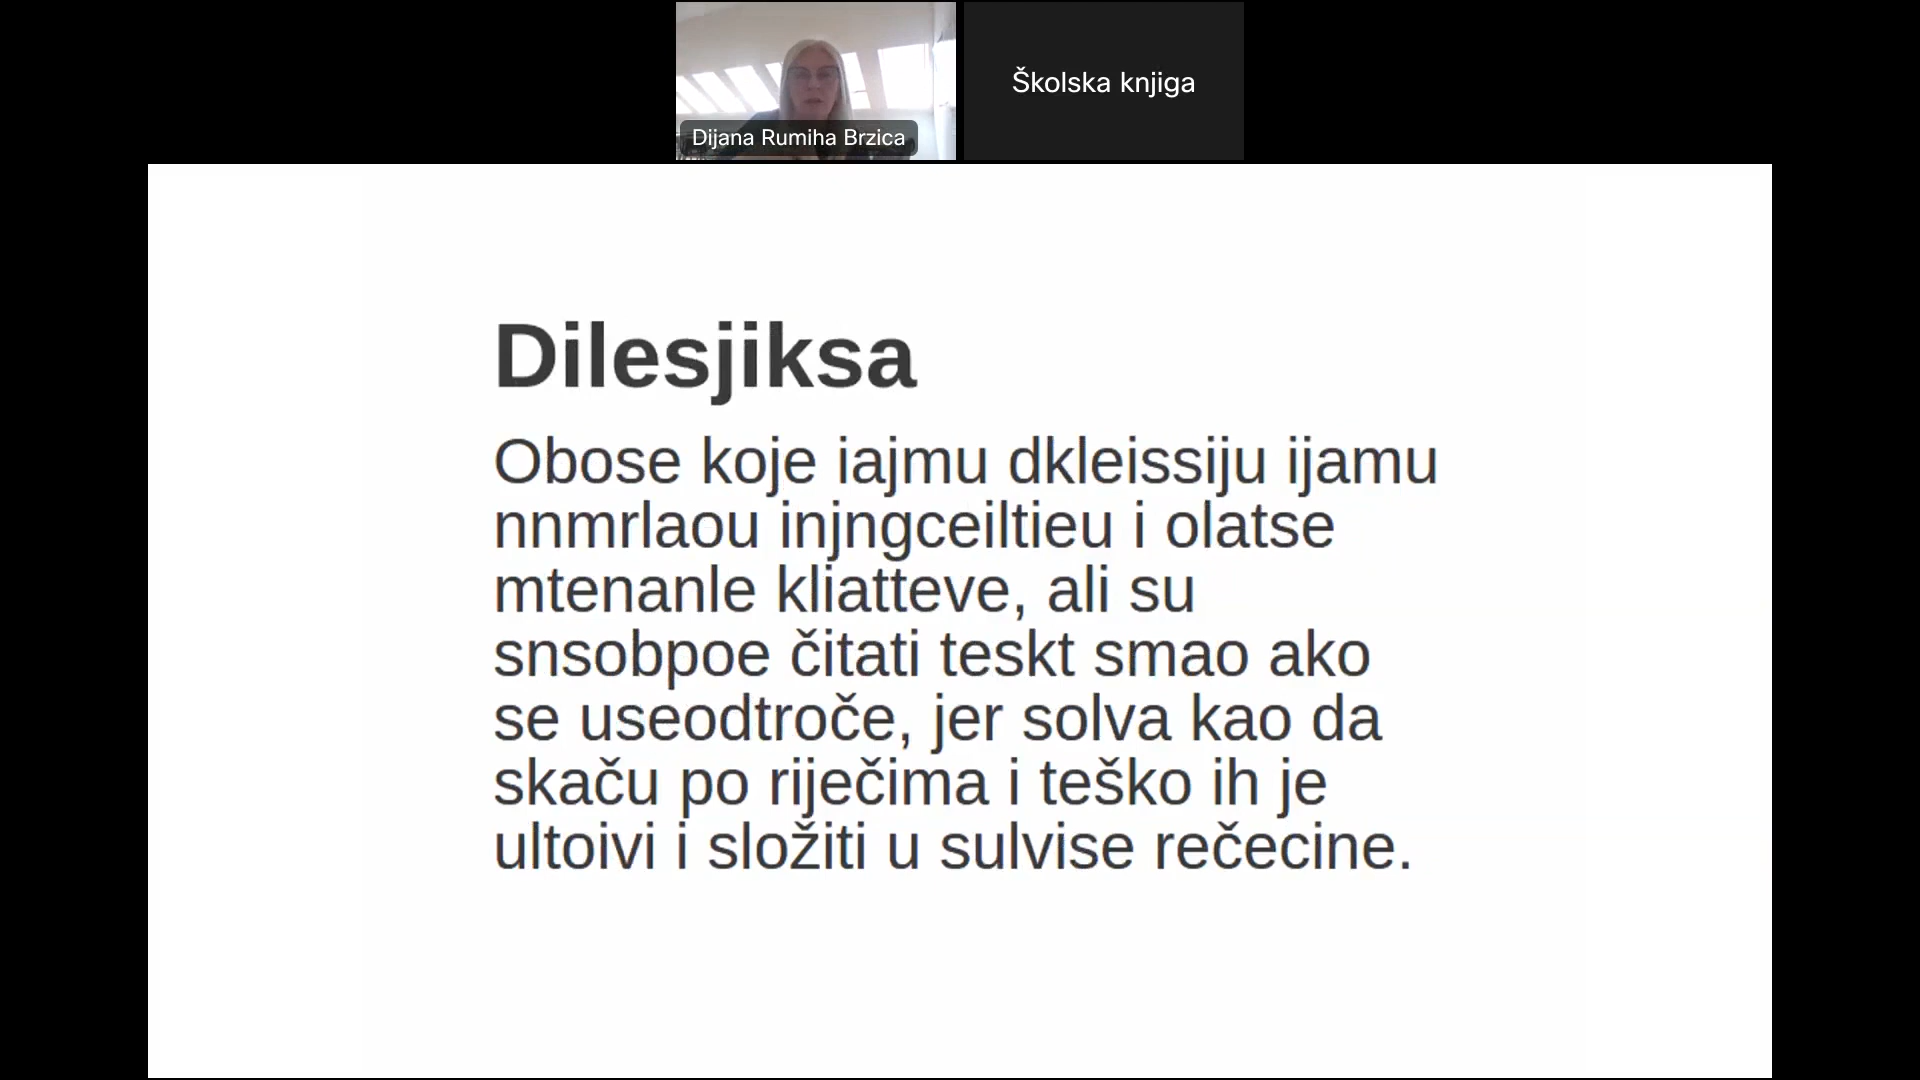 Dijana Rumiha Brzica
Školska knjiga
Dilesjiksa
Obose koje iajmu dkleissiju ijamu
nnmrlaou injngceiltieu i olatse
mtenanle kliatteve, ali su
snsobpoe čitati teskt smao ako
se useodtroče, jer solva kao da
skaču po riječima i teško ih je
ultoivi i složiti u sulvise rečecine.